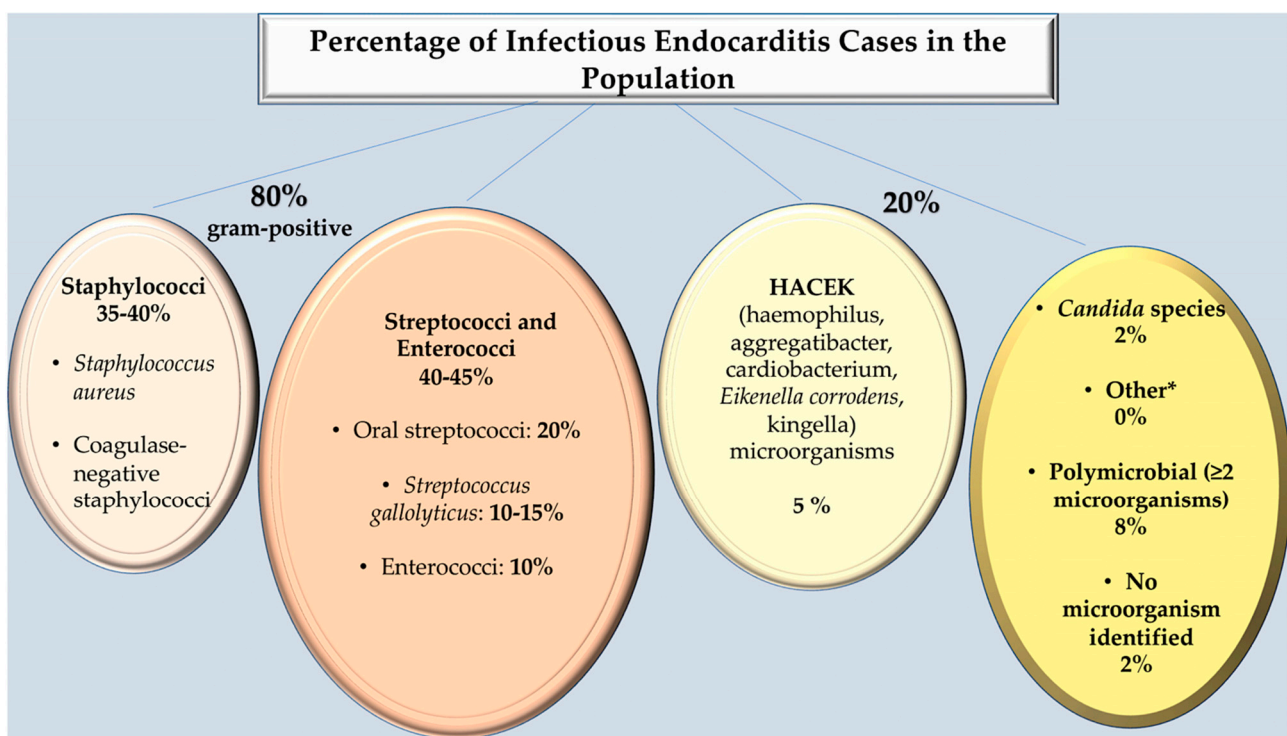 Percentage of Infectious Endocarditis Cases in the
Population
80%
gram-positive
20%
Staphylococci
35-40%
• Staphylococcus
aureus
• Coagulase-
negative
staphylococci
Streptococci and
Enterococci
40-45%
• Oral streptococci: 20%
• Streptococcus
gallolyticus: 10-15%
• Enterococci: 10%
HACEK
(haemophilus,
aggregatibacter,
cardiobacterium,
Eikenella corrodens,
kingella)
microorganisms
5 %
• Candida species
2%
• Other*
0%
• Polymicrobial (≥2
microorganisms)
8%
• No
microorganism
identified
2%